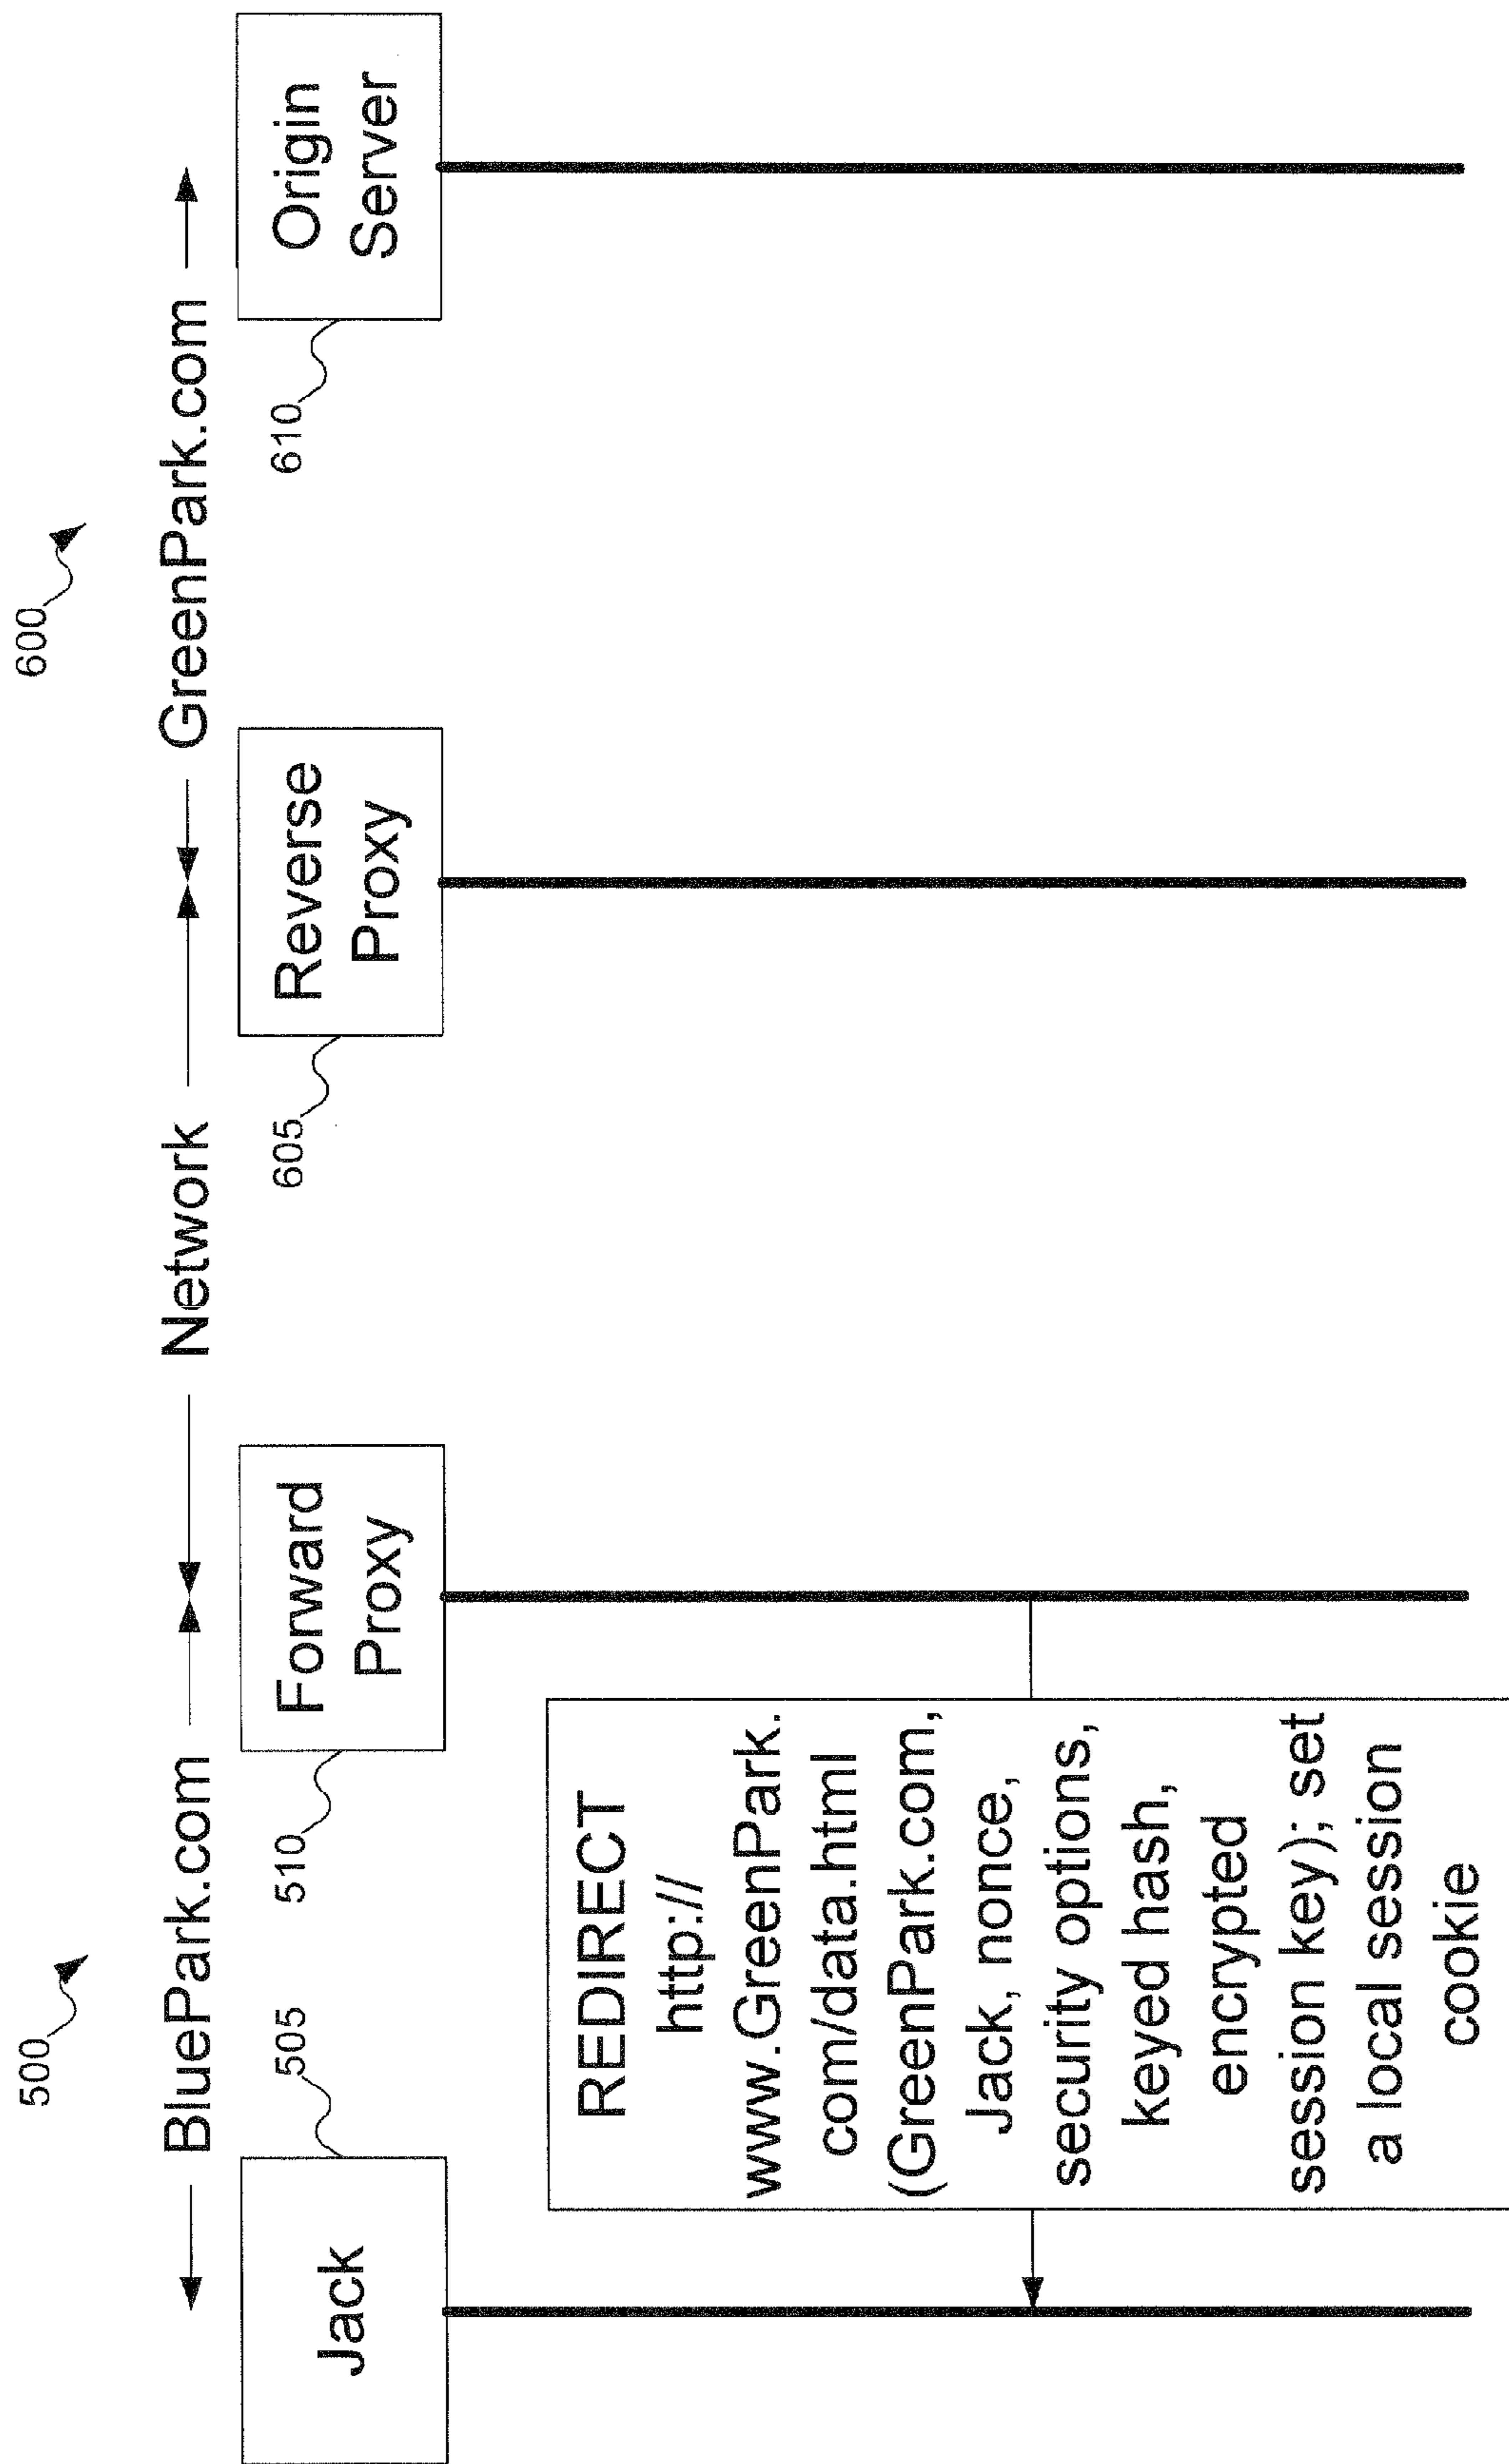 500
600
BluePark.com
Network
GreenPark.com
Jack
505
Forward
Proxy
510
Reverse
Proxy
605
Origin
Server
610
REDIRECT
http://
www.GreenPark.
com/data.html
(GreenPark.com,
Jack, nonce,
security options,
keyed hash,
encrypted
session key); set
a local session
cookie